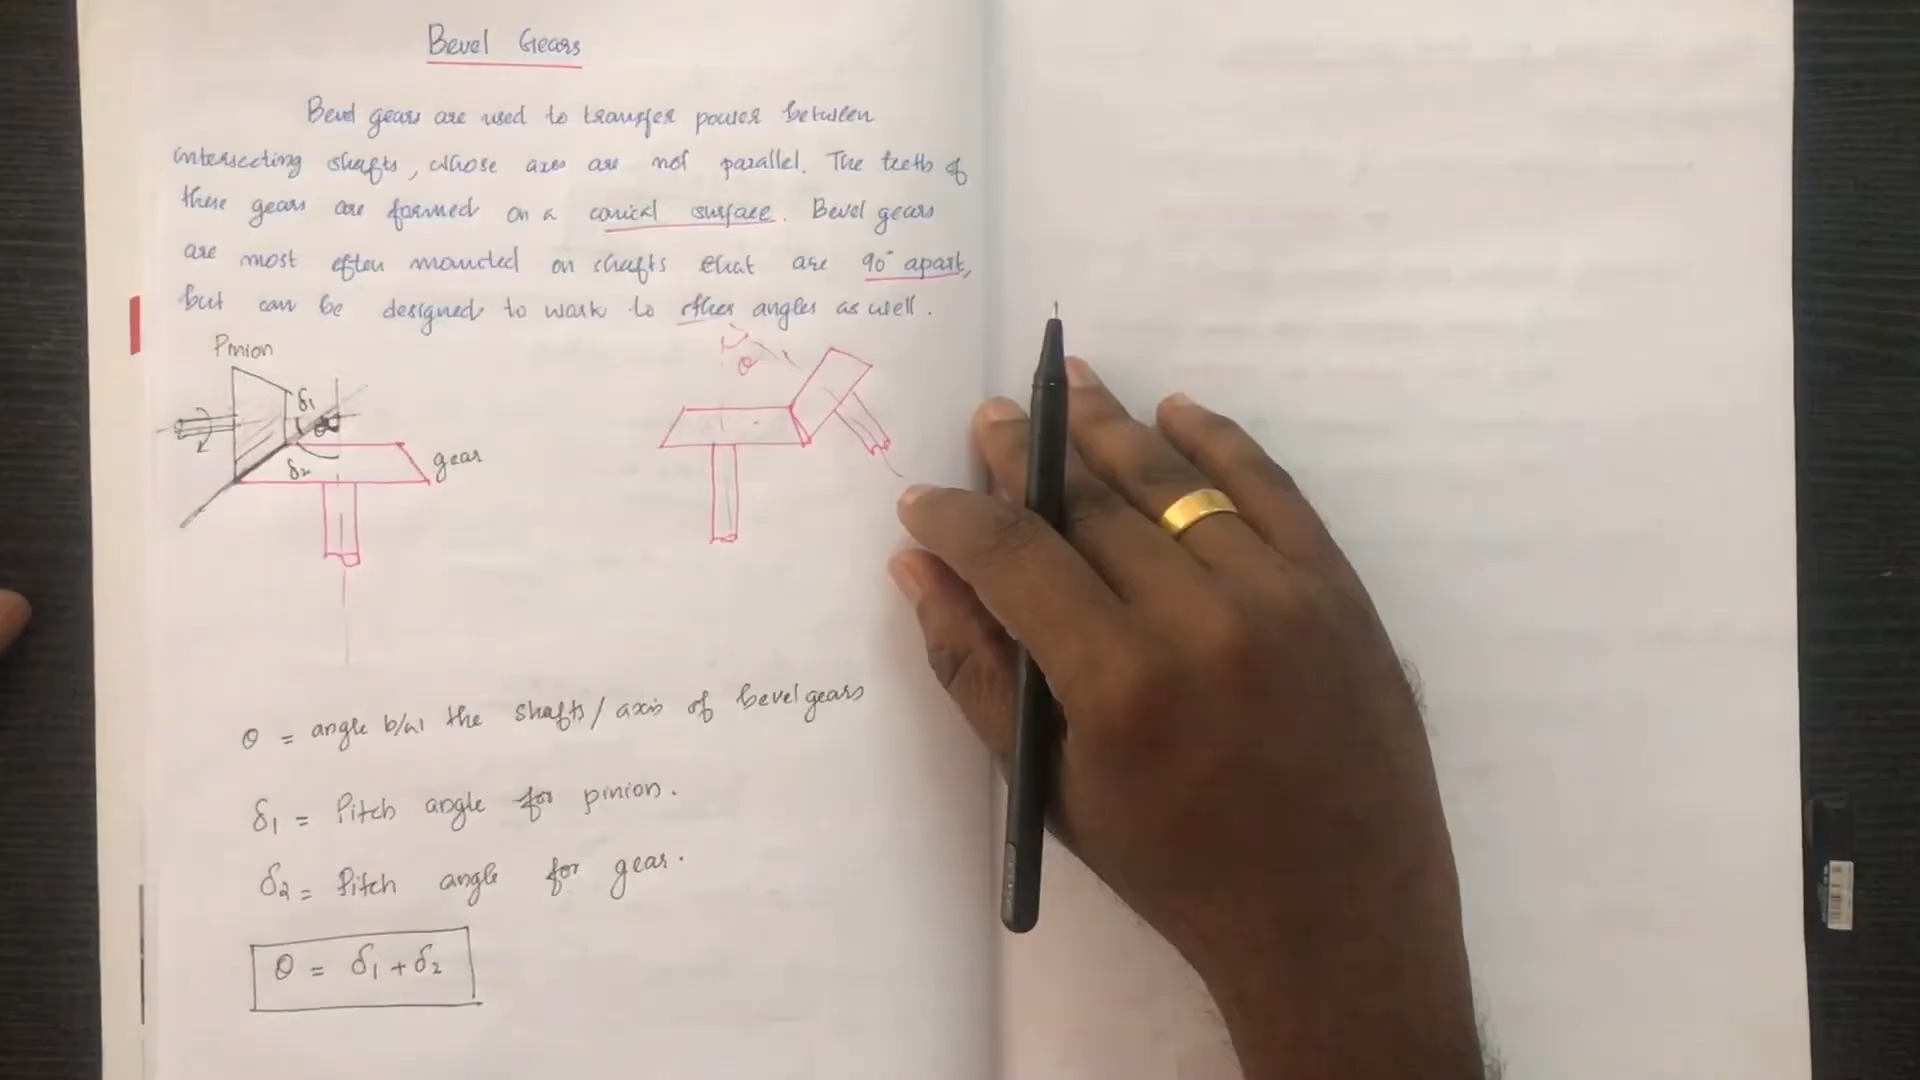 Bevel Gears
Bevel gears are used to transfer power between
intersecting shafts, whose axes are not parallel. The teeth of
these gears are formed on a conical surface. Bevel gears
are most often mounted on shafts that are 90° apart,
but can be designed to work to other angles as well.
Pinion
θ
δ1
θ
δ2
gear
θ = angle b/w the shafts/axis of bevel gears
δ1 = Pitch angle for pinion.
δ2 = Pitch angle for gear.
θ = δ1 + δ2